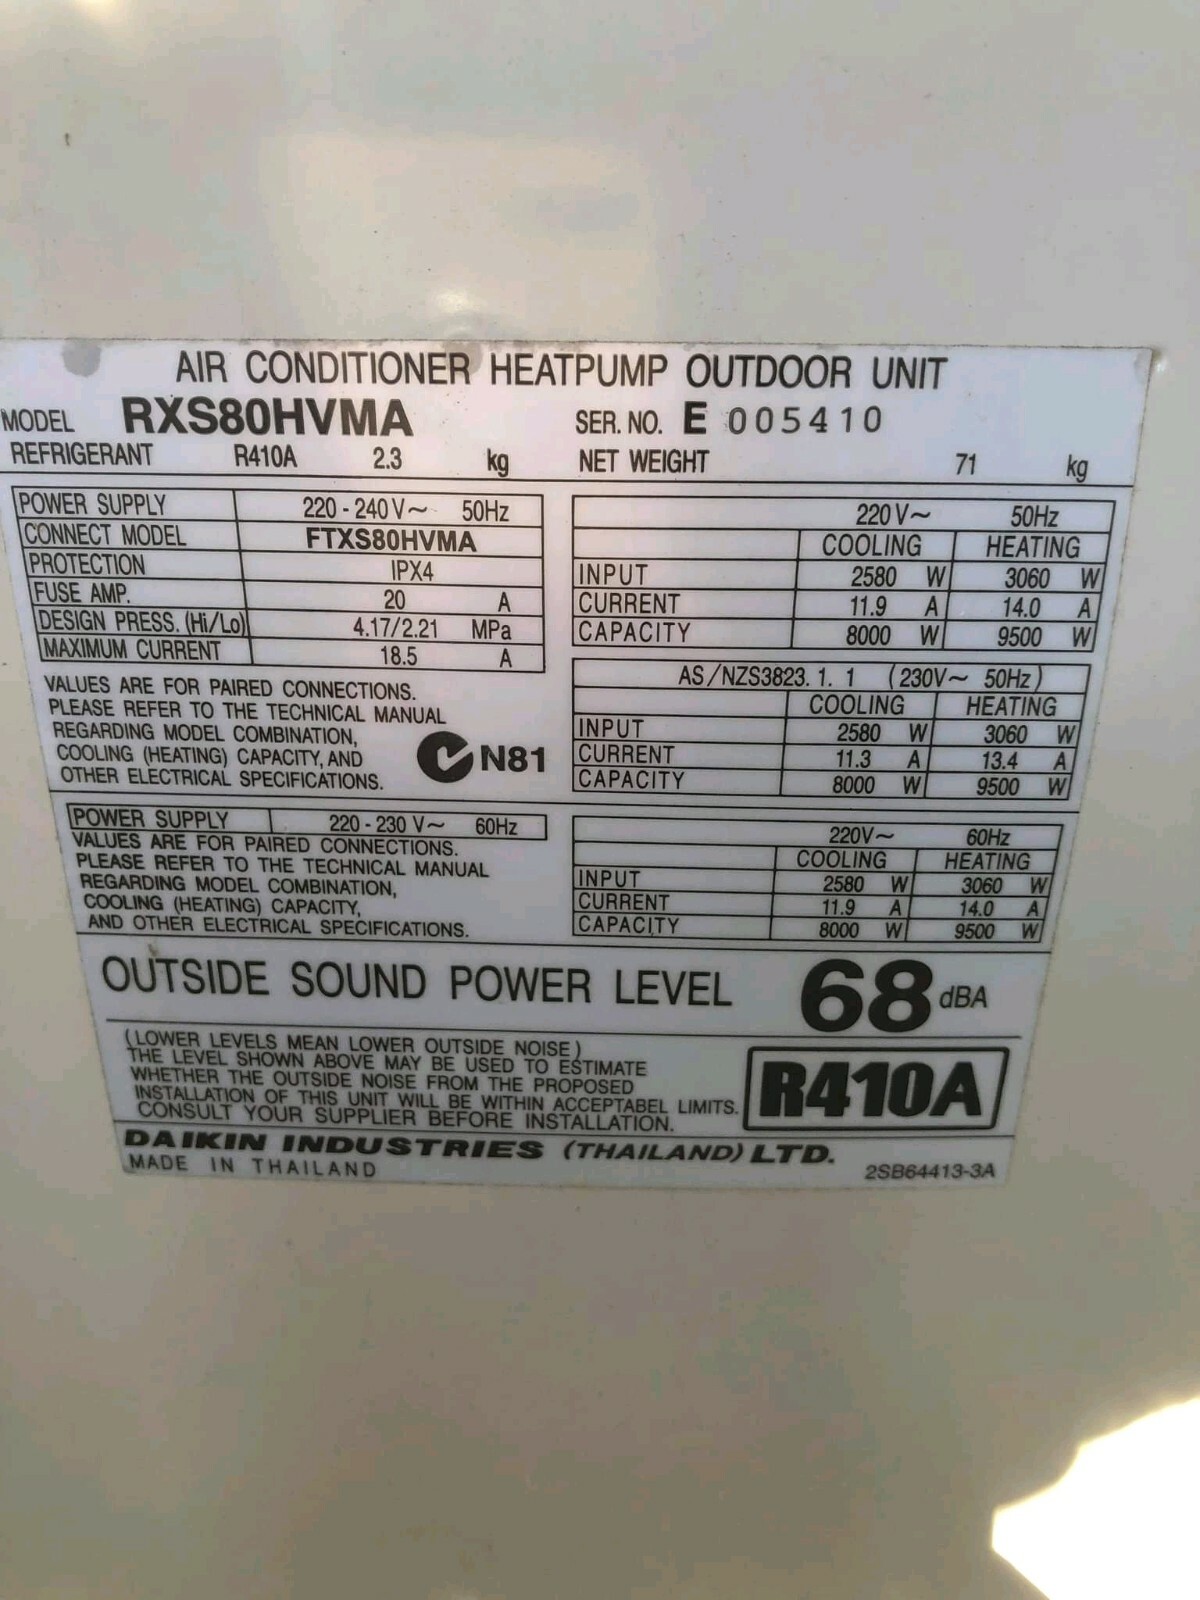 AIR CONDITIONER HEATPUMP OUTDOOR UNIT
MODEL RXS80HVMA SER. NO. E 005410
REFRIGERANT R410A 2.3 kg NET WEIGHT 71 kg
POWER SUPPLY 220 - 240 V~ 50Hz
CONNECT MODEL FTXS80HVMA
PROTECTION IPX4
FUSE AMP. 20 A
DESIGN PRESS. (Hi/Lo) 4.17/2.21 MPa
MAXIMUM CURRENT 18.5 A
VALUES ARE FOR PAIRED CONNECTIONS.
PLEASE REFER TO THE TECHNICAL MANUAL
REGARDING MODEL COMBINATION,
COOLING (HEATING) CAPACITY, AND
OTHER ELECTRICAL SPECIFICATIONS.
N81
220 V~ 50Hz
COOLING HEATING
INPUT 2580 W 3060 W
CURRENT 11.9 A 14.0 A
CAPACITY 8000 W 9500 W
AS/NZS3823. 1. 1 (230V~ 50Hz)
COOLING HEATING
INPUT 2580 W 3060 W
CURRENT 11.3 A 13.4 A
CAPACITY 8000 W 9500 W
POWER SUPPLY 220 - 230 V~ 60Hz
VALUES ARE FOR PAIRED CONNECTIONS.
PLEASE REFER TO THE TECHNICAL MANUAL
REGARDING MODEL COMBINATION,
COOLING (HEATING) CAPACITY,
AND OTHER ELECTRICAL SPECIFICATIONS.
220V~ 60Hz
COOLING HEATING
INPUT 2580 W 3060 W
CURRENT 11.9 A 14.0 A
CAPACITY 8000 W 9500 W
OUTSIDE SOUND POWER LEVEL 68 dBA
(LOWER LEVELS MEAN LOWER OUTSIDE NOISE)
THE LEVEL SHOWN ABOVE MAY BE USED TO ESTIMATE
WHETHER THE OUTSIDE NOISE FROM THE PROPOSED
INSTALLATION OF THIS UNIT WILL BE WITHIN ACCEPTABEL LIMITS.
CONSULT YOUR SUPPLIER BEFORE INSTALLATION.
R410A
DAIKIN INDUSTRIES (THAILAND) LTD.
MADE IN THAILAND 2SB64413-3A